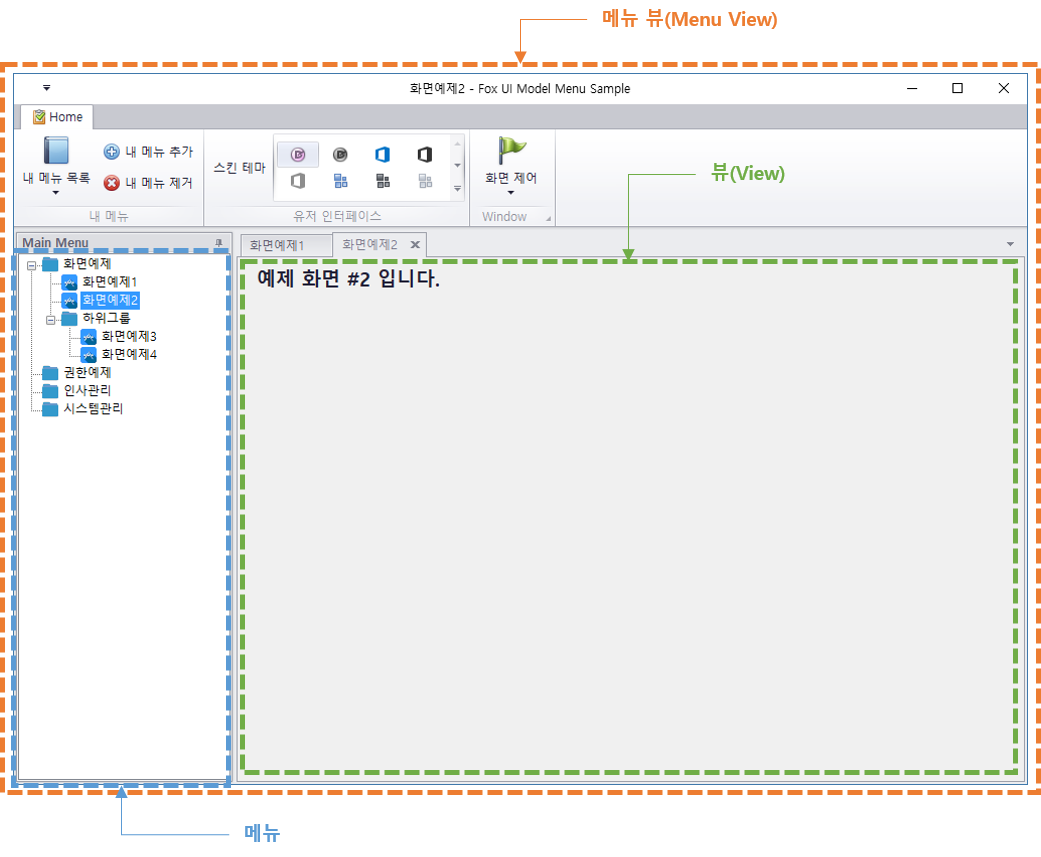 메뉴 뷰(Menu View)
화면예제2 - Fox UI Model Menu Sample
Home
내 메뉴 목록
내 메뉴 추가
내 메뉴 제거
내 메뉴
스킨 테마
유저 인터페이스
화면 제어
Window
뷰(View)
Main Menu
화면예제
화면예제1
화면예제2
하위그룹
화면예제3
화면예제4
권한예제
인사관리
시스템관리
화면예제1
화면예제2
예제 화면 #2 입니다.
메뉴